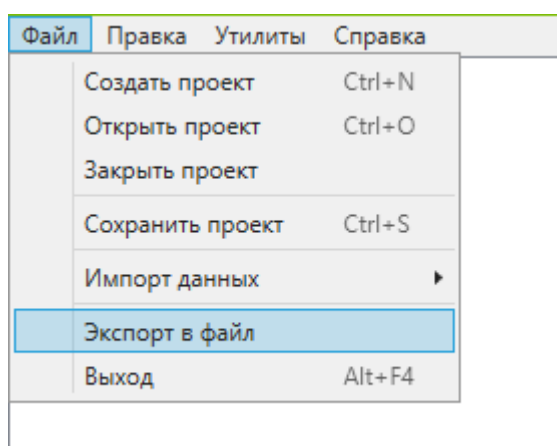 Файл Правка Утилиты Справка
Создать проект Ctrl+N
Открыть проект Ctrl+O
Закрыть проект
Сохранить проект Ctrl+S
Импорт данных
Экспорт в файл
Выход Alt+F4